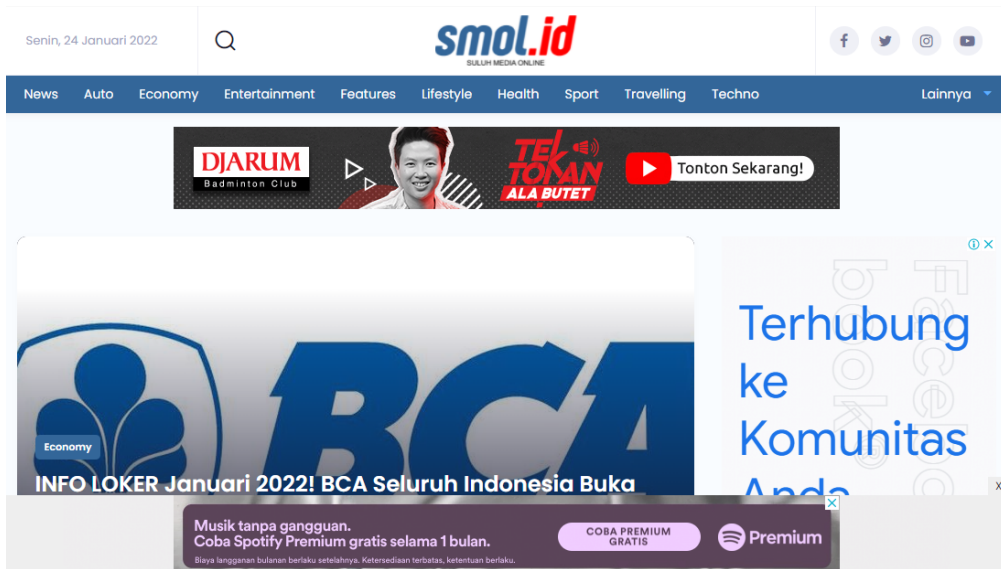 Senin, 24 Januari 2022
smol.id
SULUH MEDIA ONLINE
News Auto Economy Entertainment Features Lifestyle Health Sport Travelling Techno Lainnya
DJARUM
Badminton Club
TEK
TOKAN
ALA BUTET
Tonton Sekarang!
BCA
Economy
INFO LOKER Januari 2022! BCA Seluruh Indonesia Buka
Facebook
Terhubung
ke
Komunitas
Anda
X
Musik tanpa gangguan.
Coba Spotify Premium gratis selama 1 bulan.
Biaya langganan bulanan berlaku setelahnya. Ketersediaan terbatas, ketentuan berlaku.
COBA PREMIUM
GRATIS
Premium